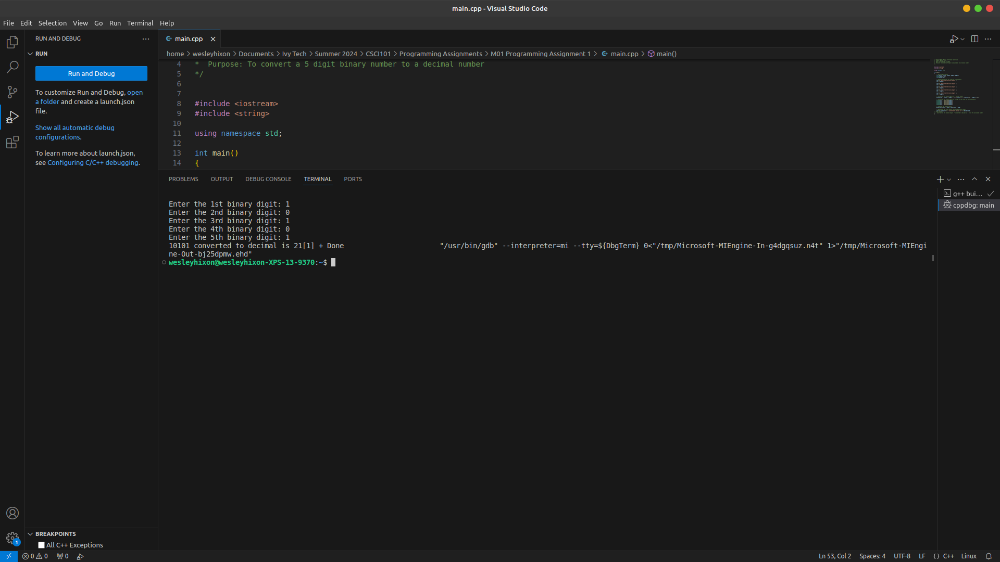 main.cpp - Visual Studio Code
File Edit Selection View Go Run Terminal Help
RUN AND DEBUG
RUN
Run and Debug
To customize Run and Debug, open
a folder and create a launch.json
file.
Show all automatic debug
configurations.
To learn more about launch.json,
see Configuring C/C++ debugging.
BREAKPOINTS
All C++ Exceptions
main.cpp
home > wesleyhixon > Documents > Ivy Tech > Summer 2024 > CSCI101 > Programming Assignments > M01 Programming Assignment 1 > main.cpp > main()
4 * Purpose: To convert a 5 digit binary number to a decimal number
5 */
6
7
8 #include <iostream>
9 #include <string>
10
11 using namespace std;
12
13 int main()
14 {
PROBLEMS OUTPUT DEBUG CONSOLE TERMINAL PORTS
Enter the 1st binary digit: 1
Enter the 2nd binary digit: 0
Enter the 3rd binary digit: 1
Enter the 4th binary digit: 0
Enter the 5th binary digit: 1
10101 converted to decimal is 21[1] + Done "/usr/bin/gdb" --interpreter=mi --tty=${DbgTerm} 0<"/tmp/Microsoft-MIEngine-In-g4dgqsuz.n4t" 1>"/tmp/Microsoft-MIEngi
ne-Out-bj25dpmw.ehd"
wesleyhixon@wesleyhixon-XPS-13-9370:~$
g++ bui...
cppdbg: main
1
0 0 0 Ln 53, Col 2 Spaces: 4 UTF-8 LF {} C++ Linux